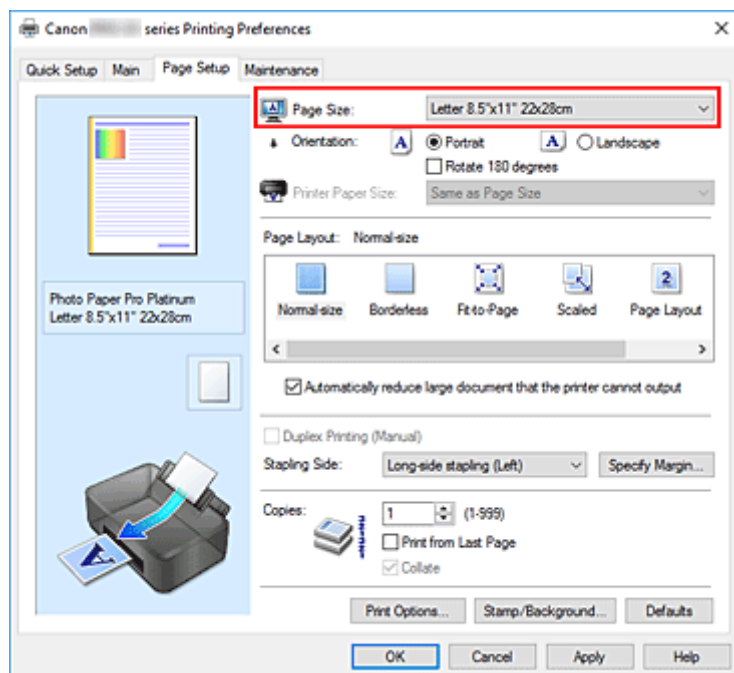 Canon series Printing Preferences
Quick Setup Main Page Setup Maintenance
Page Size: Letter 8.5"x11" 22x28cm
Orientation: A Portrait A Landscape
Rotate 180 degrees
Printer Paper Size: Same as Page Size
Page Layout: Normal-size
2
Normal-size Borderless Fit-to-Page Scaled Page Layout
Photo Paper Pro Platinum
Letter 8.5"x11" 22x28cm
Automatically reduce large document that the printer cannot output
Duplex Printing (Manual)
Stapling Side: Long-side stapling (Left) Specify Margin...
Copies: 1 (1-999)
Print from Last Page
Collate
A
Print Options... Stamp/Background... Defaults
OK Cancel Apply Help